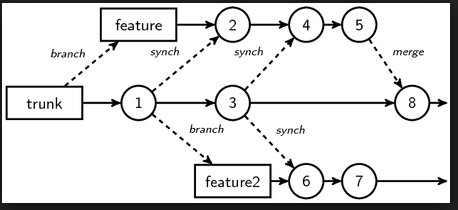 feature 2 4 5
branch synch synch merge
trunk 1 3 8
branch synch
feature2 6 7